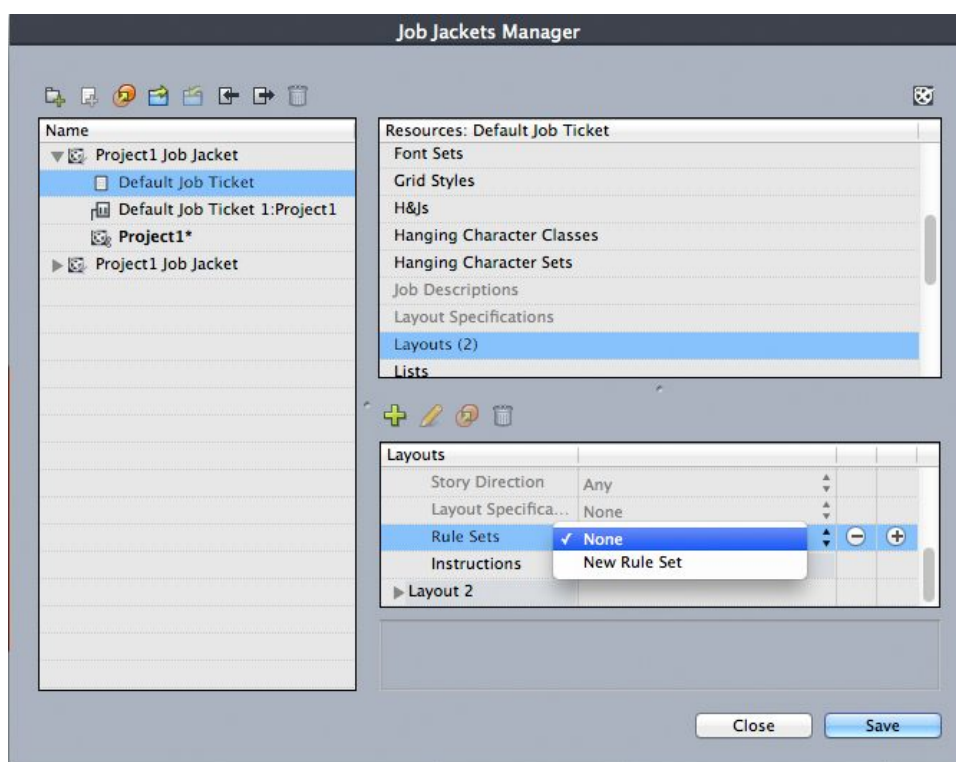 Job Jackets Manager
Name
Project1 Job Jacket
Default Job Ticket
Default Job Ticket 1:Project1
Project1*
Project1 Job Jacket
Resources: Default Job Ticket
Font Sets
Grid Styles
H&Js
Hanging Character Classes
Hanging Character Sets
Job Descriptions
Layout Specifications
Layouts (2)
Lists
Layouts
Story Direction Any
Layout Specifica... None
Rule Sets ✓ None
New Rule Set
Instructions
Layout 2
Close Save